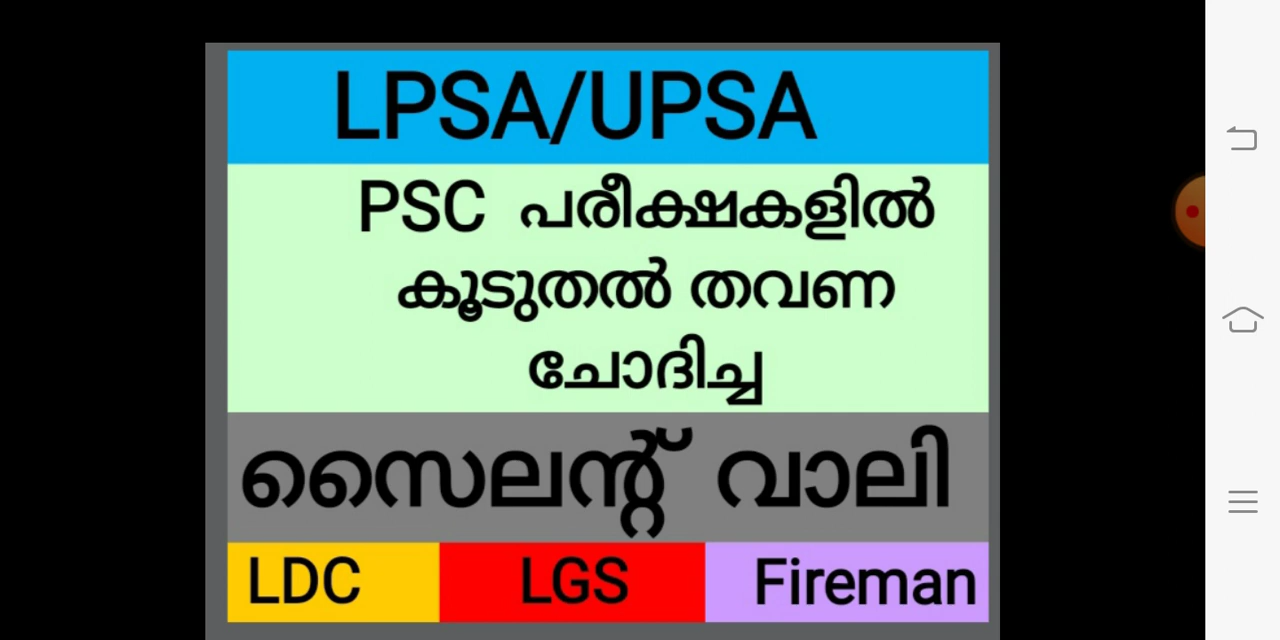 LPSA/UPSA
PSC പരീക്ഷകളിൽ
കൂടുതൽ തവണ
ചോദിച്ച
സൈലന്റ് വാലി
LDC LGS Fireman